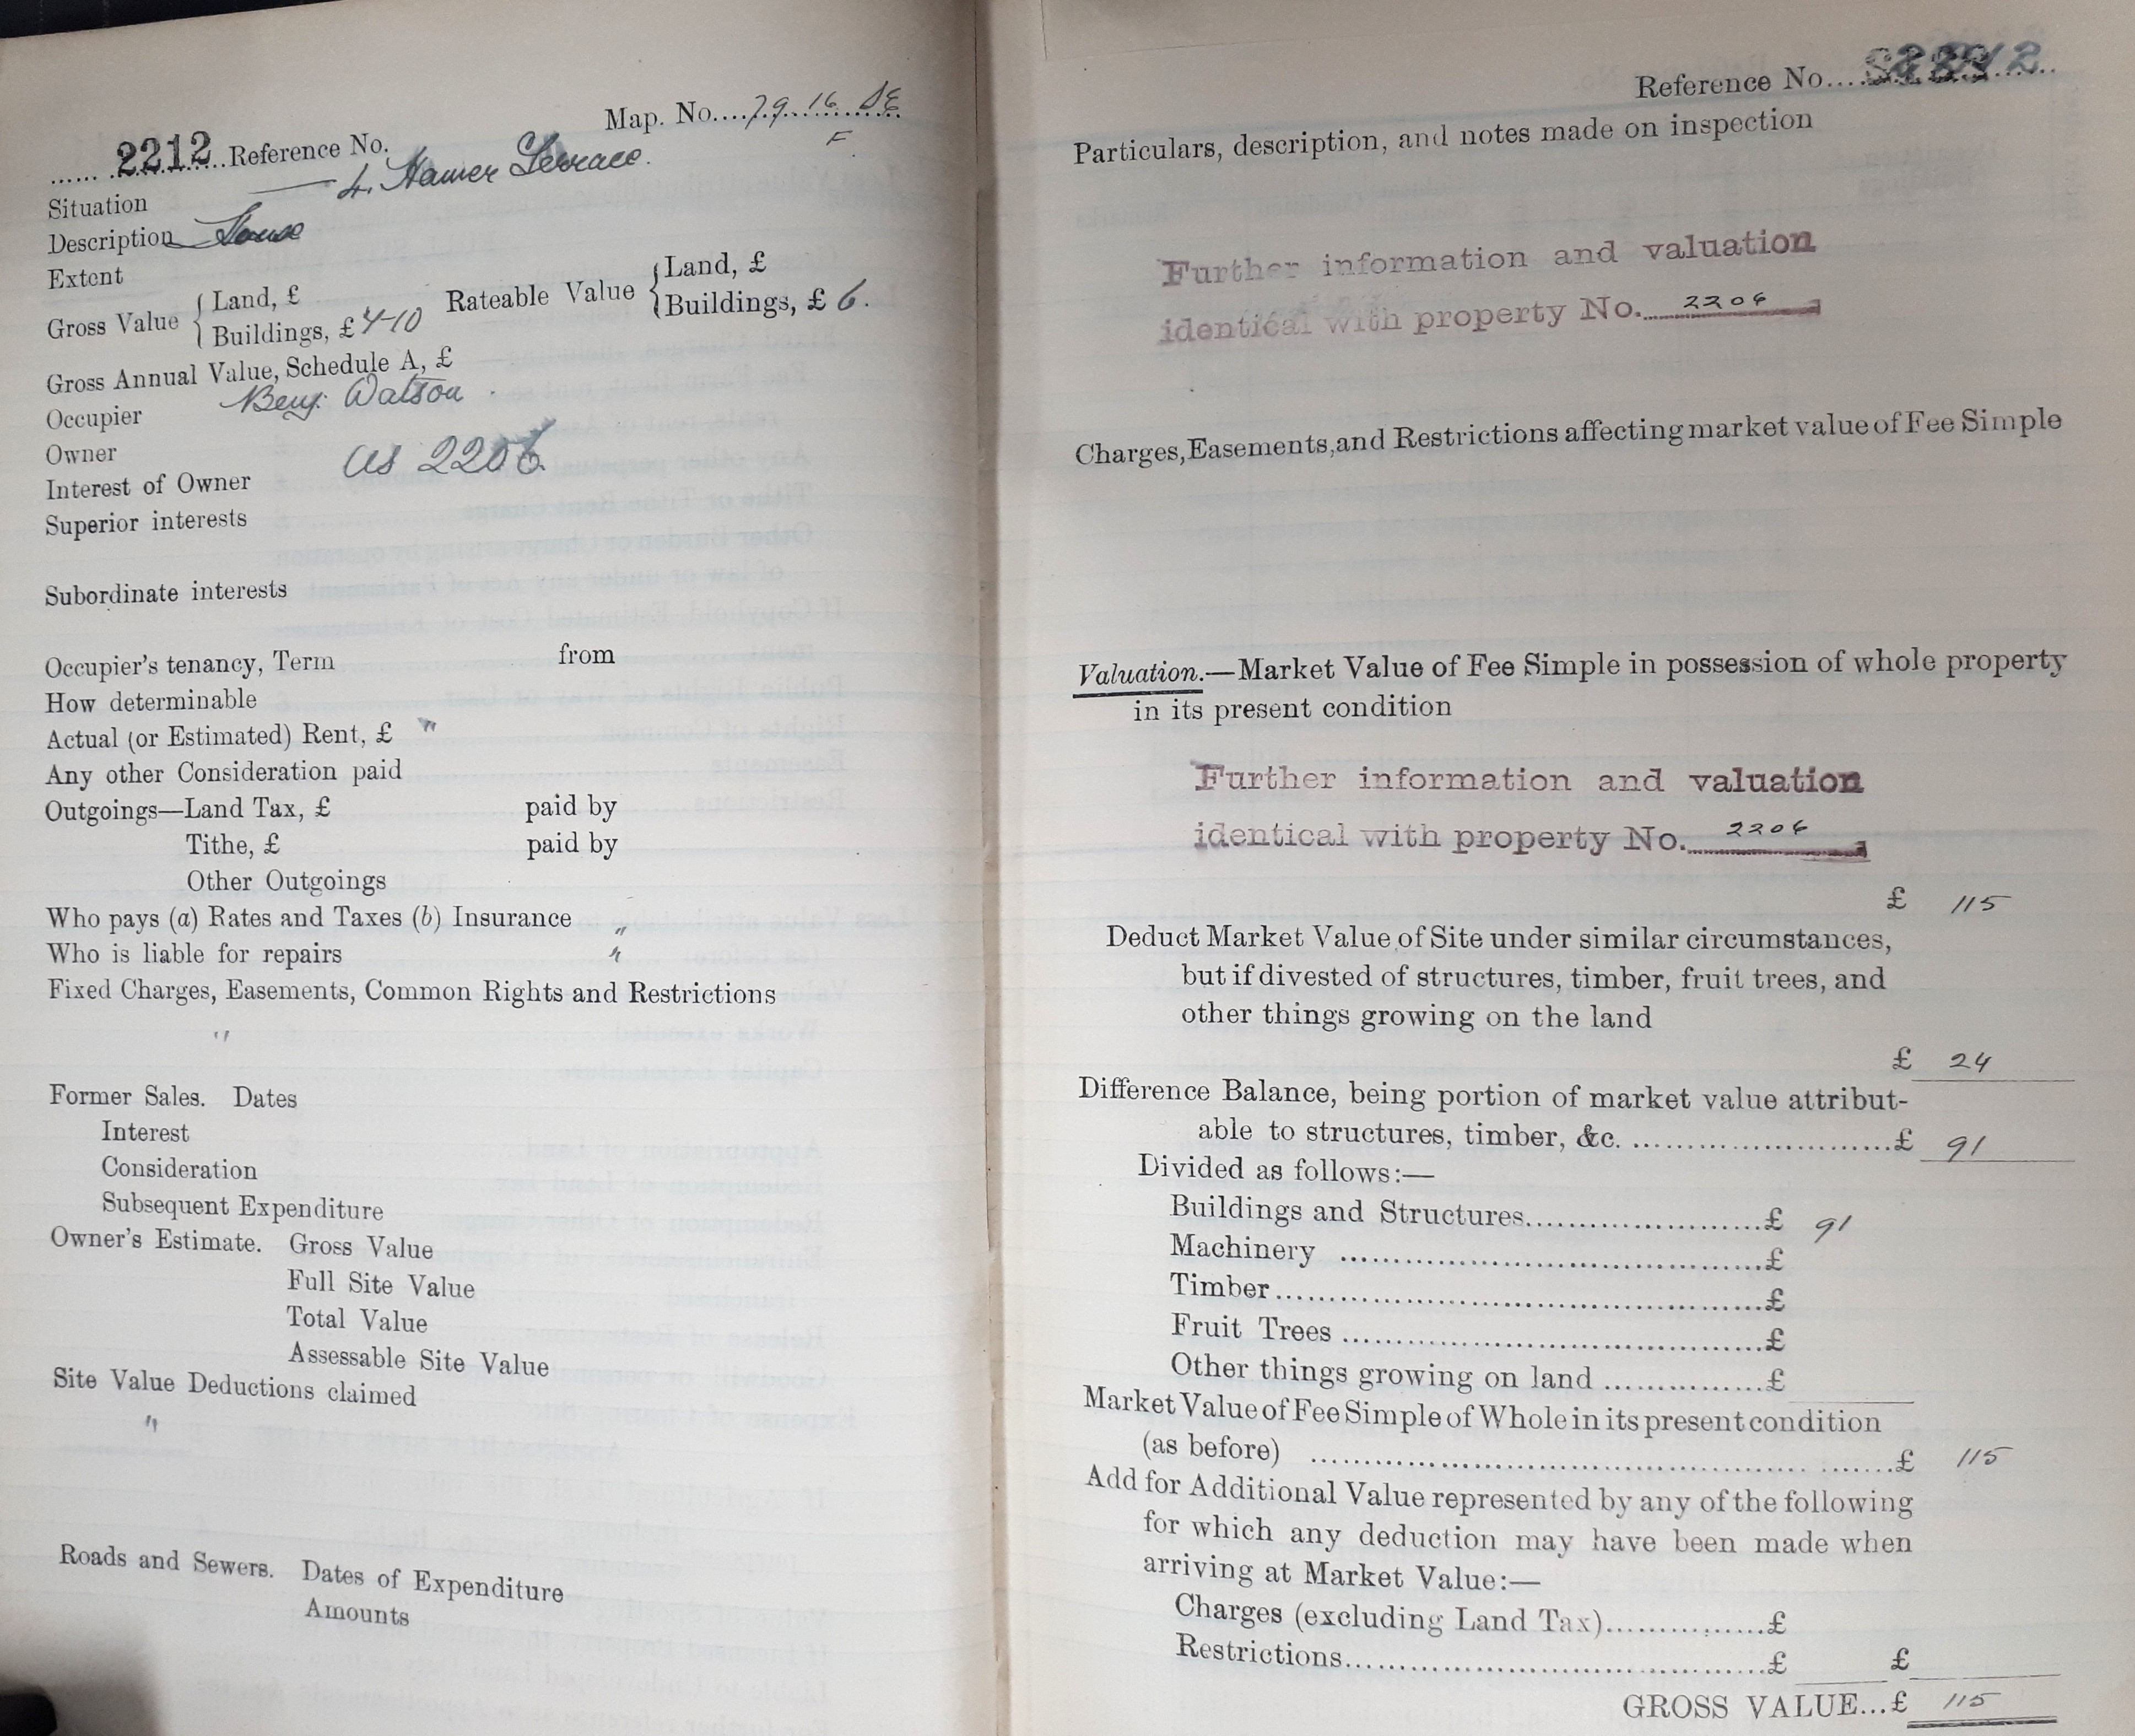 Map. No....79.16.SE
F
......2212...Reference No.
Situation 4. Hamer Terrace.
Description House
Extent
Gross Value { Land, £
Buildings, £ 4-10
Rateable Value { Land, £
Buildings, £ 6.
Gross Annual Value, Schedule A, £
Occupier Benj: Watson.
Owner
as 2206.
Interest of Owner
Superior interests
Subordinate interests
Occupier's tenancy, Term from
How determinable
Actual (or Estimated) Rent, £ "
Any other Consideration paid
Outgoings—Land Tax, £ paid by
Tithe, £ paid by
Other Outgoings
Who pays (a) Rates and Taxes (b) Insurance "
Who is liable for repairs "
Fixed Charges, Easements, Common Rights and Restrictions
"
Former Sales. Dates
Interest
Consideration
Subsequent Expenditure
Owner's Estimate. Gross Value
Full Site Value
Total Value
Assessable Site Value
Site Value Deductions claimed
"
Roads and Sewers. Dates of Expenditure
Amounts
Reference No....2212
Particulars, description, and notes made on inspection
Further information and valuation
identical with property No. 2206
Charges, Easements, and Restrictions affecting market value of Fee Simple
Valuation.—Market Value of Fee Simple in possession of whole property
in its present condition
Further information and valuation
identical with property No. 2206
£ 115
Deduct Market Value of Site under similar circumstances,
but if divested of structures, timber, fruit trees, and
other things growing on the land
£ 24
Difference Balance, being portion of market value attribut-
able to structures, timber, &c. ........................£ 91
Divided as follows:—
Buildings and Structures........................£ 91
Machinery ........................£
Timber........................£
Fruit Trees ........................£
Other things growing on land ................£
Market Value of Fee Simple of Whole in its present condition
(as before) ........................£ 115
Add for Additional Value represented by any of the following
for which any deduction may have been made when
arriving at Market Value:—
Charges (excluding Land Tax)................£
Restrictions........................£ £
GROSS VALUE...£ 115